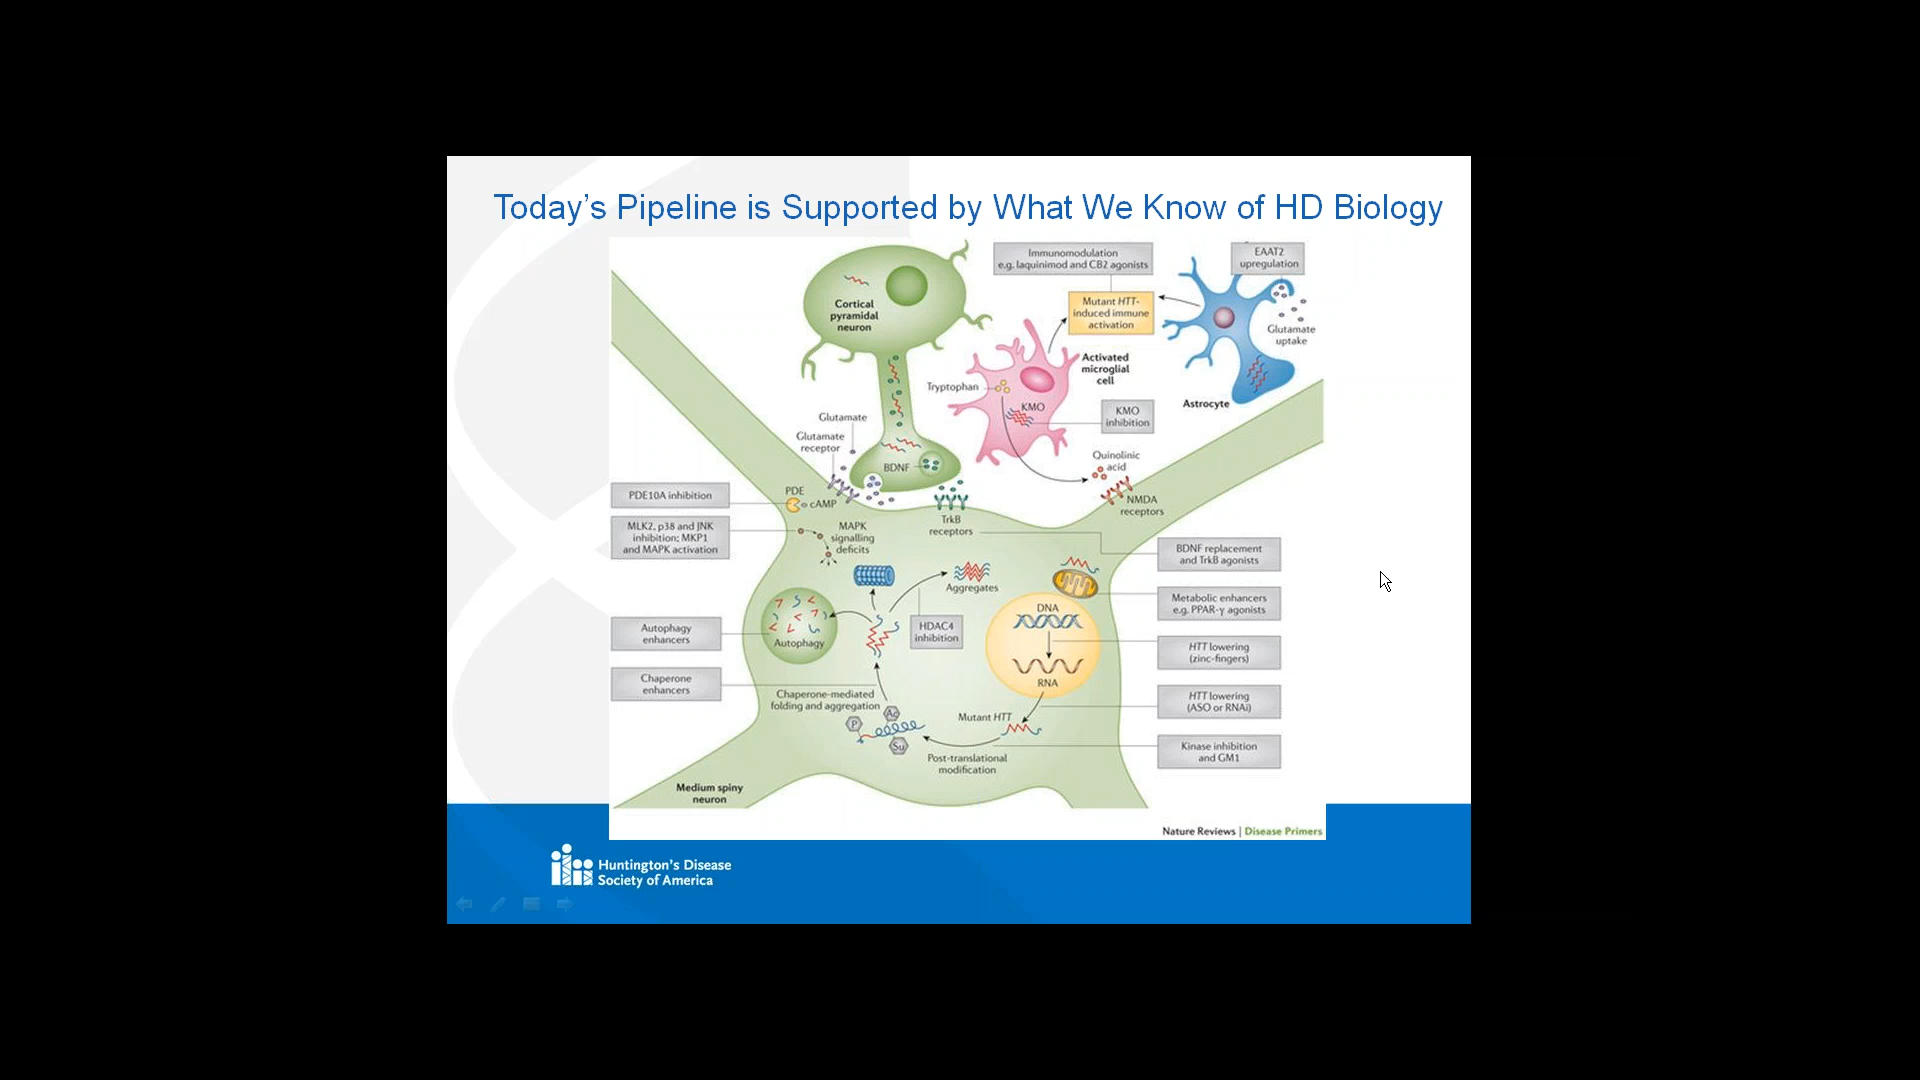 Today's Pipeline is Supported by What We Know of HD Biology
Immunomodulation
e.g. laquinimod and CB2 agonists
EAAT2
upregulation
Mutant HTT-
induced immune
activation
Cortical
pyramidal
neuron
Glutamate
uptake
Activated
microglial
cell
Tryptophan
KMO
KMO
inhibition
Astrocyte
Glutamate
Glutamate
receptor
BDNF
Quinolinic
acid
PDE10A inhibition
PDE
cAMP
NMDA
receptors
MLK2, p38 and JNK
inhibition; MKP1
and MAPK activation
MAPK
signalling
deficits
TrkB
receptors
BDNF replacement
and TrkB agonists
Aggregates
Metabolic enhancers
e.g. PPAR-γ agonists
DNA
Autophagy
enhancers
Autophagy
HDAC4
inhibition
HTT lowering
(zinc-fingers)
RNA
Chaperone
enhancers
Chaperone-mediated
folding and aggregation
HTT lowering
(ASO or RNAi)
P
Ac
Su
Mutant HTT
Post-translational
modification
Kinase inhibition
and GM1
Medium spiny
neuron
Nature Reviews | Disease Primers
Huntington's Disease
Society of America